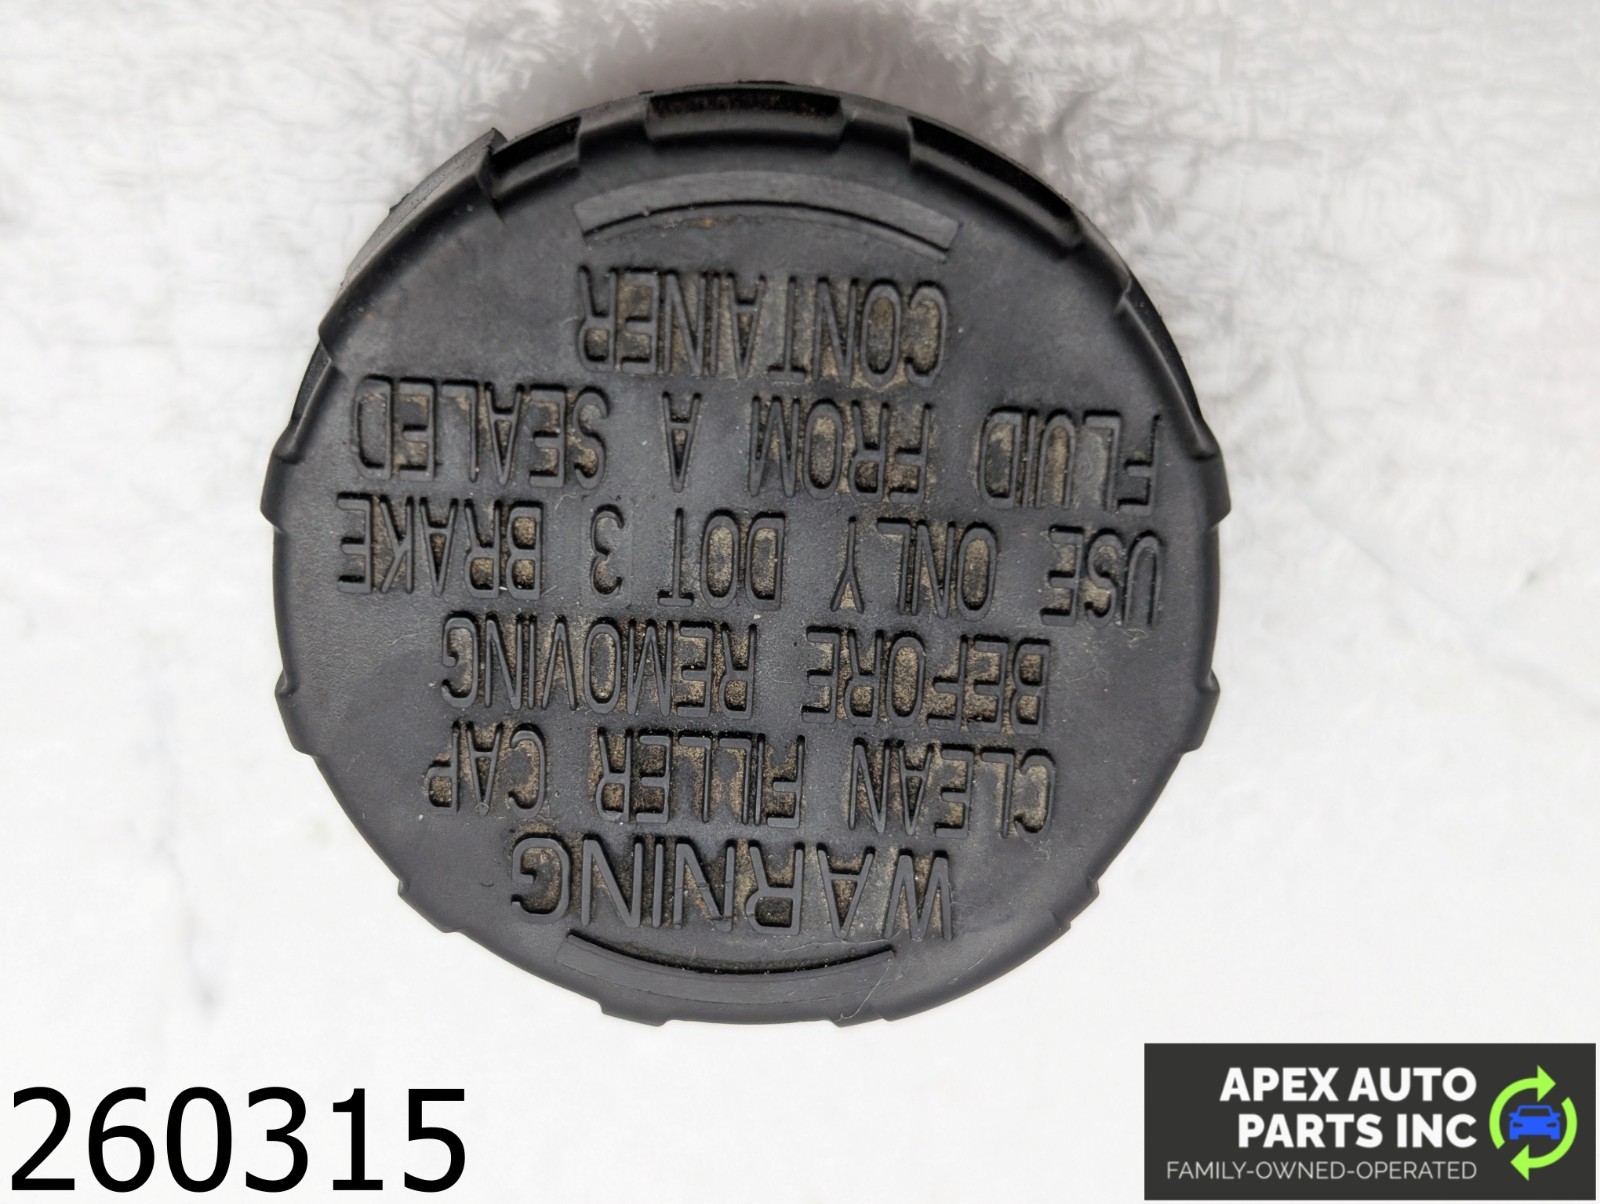 WARNING
CLEAN FILLER CAP
BEFORE REMOVING
USE ONLY DOT 3 BRAKE
FLUID FROM A SEALED
CONTAINER
260315
APEX AUTO
PARTS INC
FAMILY-OWNED-OPERATED